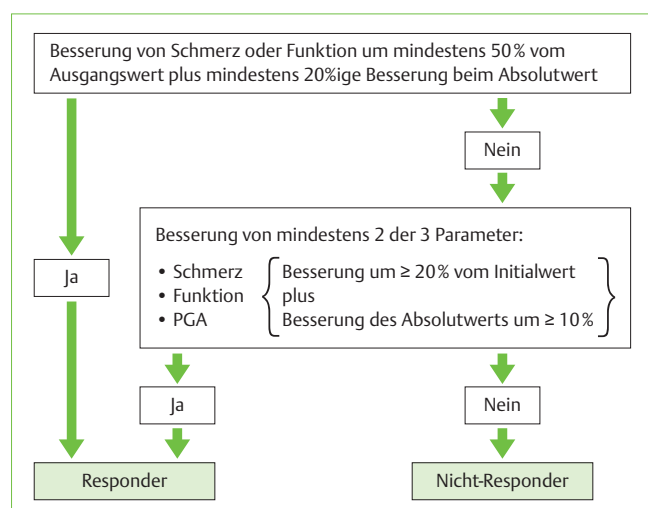 Besserung von Schmerz oder Funktion um mindestens 50 % vom
Ausgangswert plus mindestens 20%ige Besserung beim Absolutwert
Nein
Besserung von mindestens 2 der 3 Parameter:
Ja
• Schmerz
• Funktion
• PGA
Besserung um ≥ 20 % vom Initialwert
plus
Besserung des Absolutwerts um ≥ 10 %
Ja
Nein
Responder
Nicht-Responder